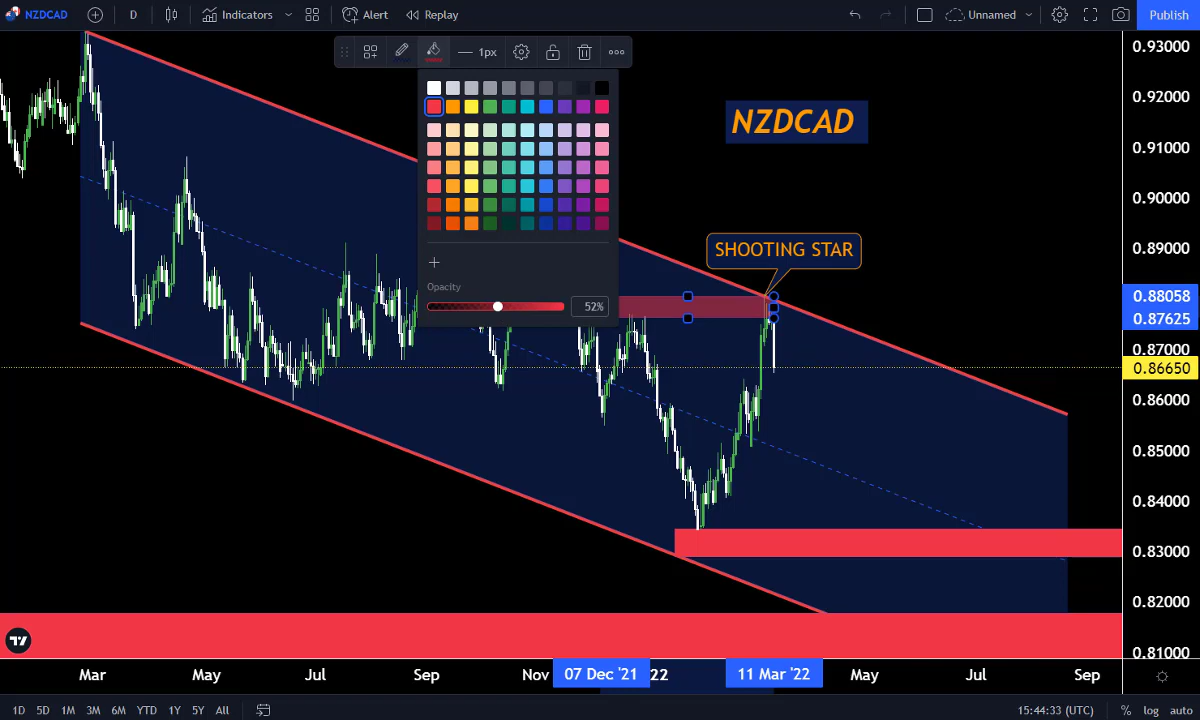 NZDCAD D Indicators Alert Replay Unnamed Publish
1px
NZDCAD
SHOOTING STAR
Opacity
52%
0.93000
0.92000
0.91000
0.90000
0.89000
0.88058
0.87625
0.87000
0.86650
0.86000
0.85000
0.84000
0.83000
0.82000
0.81000
Mar May Jul Sep Nov 07 Dec '21 22 11 Mar '22 May Jul Sep
1D 5D 1M 3M 6M YTD 1Y 5Y All 15:44:33 (UTC) % log auto